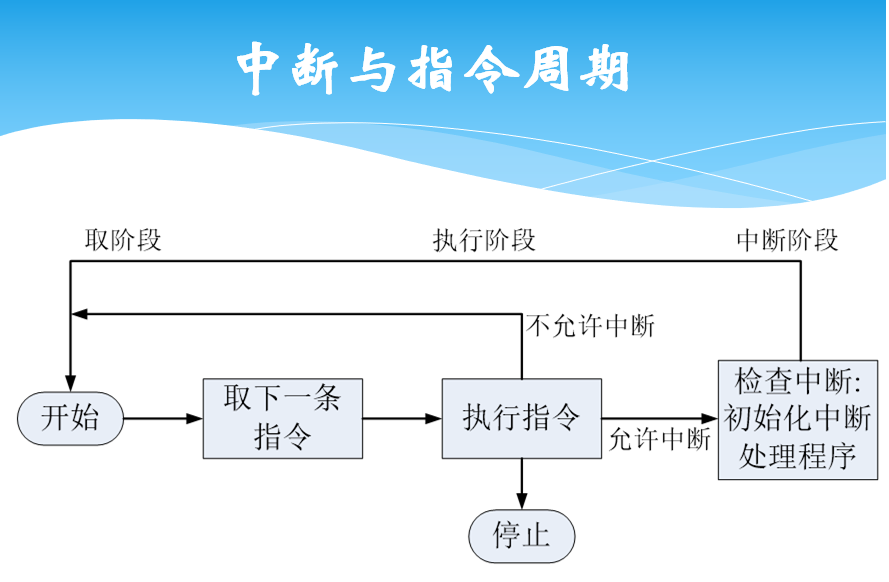 中断与指令周期
取阶段
执行阶段
中断阶段
不允许中断
开始
取下一条
指令
执行指令
允许中断
检查中断:
初始化中断
处理程序
停止